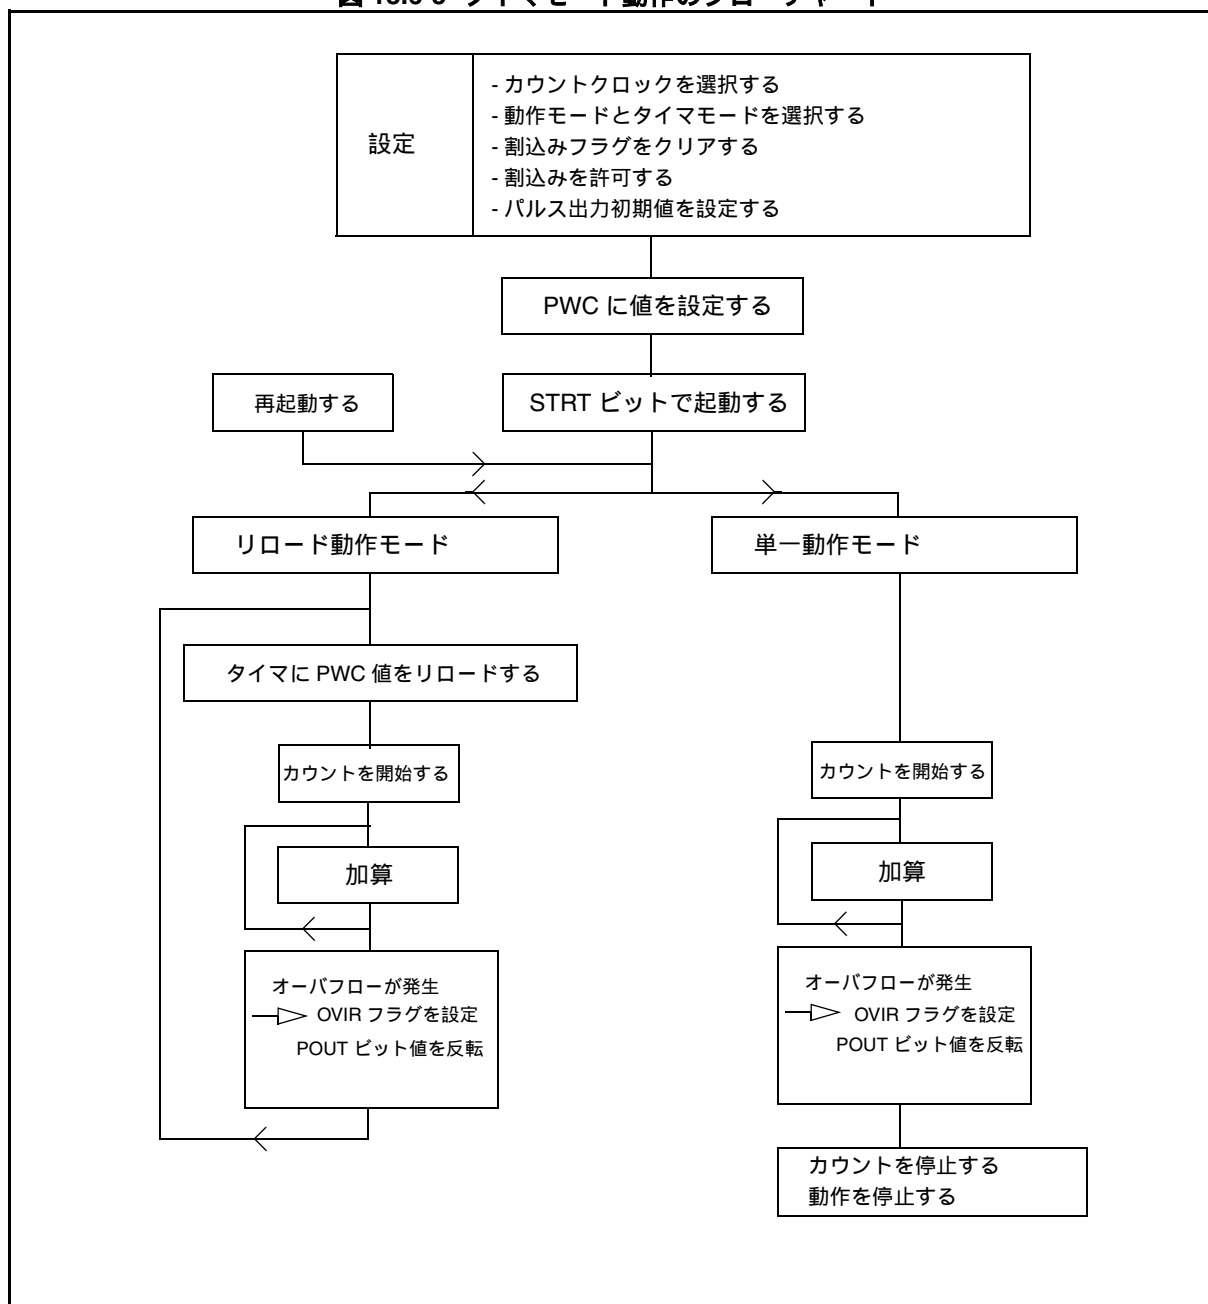 設定
- カウントクロックを選択する
- 動作モードとタイマモードを選択する
- 割込みフラグをクリアする
- 割込みを許可する
- パルス出力初期値を設定する
PWC に値を設定する
再起動する
STRT ビットで起動する
リロード動作モード
単一動作モード
タイマに PWC 値をリロードする
カウントを開始する
カウントを開始する
加算
加算
オーバフローが発生
OVIR フラグを設定
POUT ビット値を反転
オーバフローが発生
OVIR フラグを設定
POUT ビット値を反転
カウントを停止する
動作を停止する